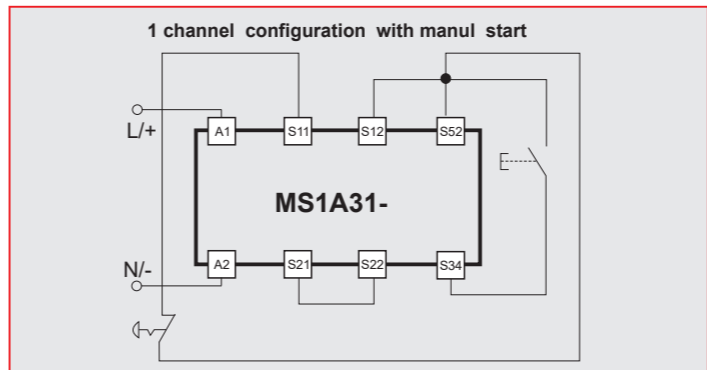 1 channel configuration with manul start
L/+
A1 S11 S12 S52
MS1A31-
N/-
A2 S21 S22 S34